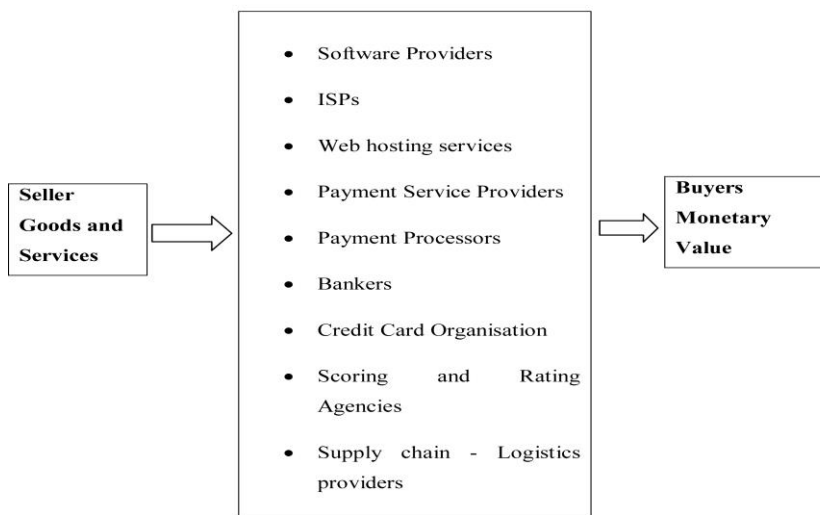 Seller
Goods and
Services
• Software Providers
• ISPs
• Web hosting services
• Payment Service Providers
• Payment Processors
• Bankers
• Credit Card Organisation
• Scoring and Rating
Agencies
• Supply chain - Logistics
providers
Buyers
Monetary
Value